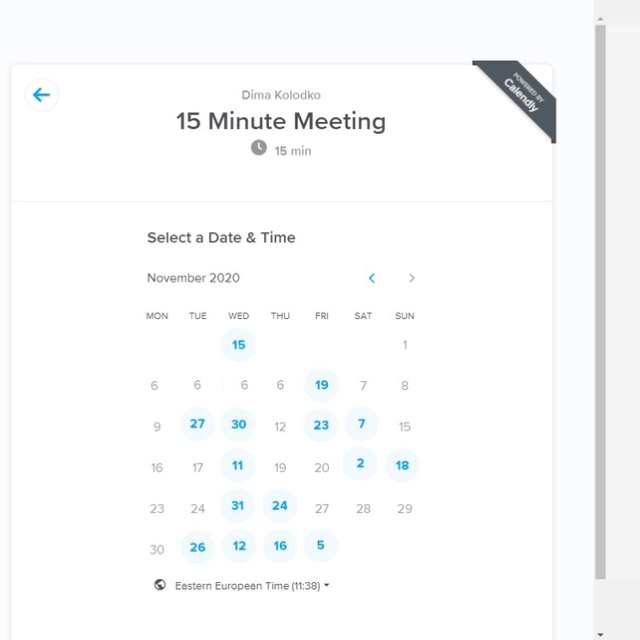 POWERED BY
Calendly
Dima Kolodko
15 Minute Meeting
15 min
Select a Date & Time
November 2020
MON TUE WED THU FRI SAT SUN
15 1
6 6 6 6 19 7 8
9 27 30 12 23 7 15
16 17 11 19 20 2 18
23 24 31 24 27 28 29
30 26 12 16 5
Eastern European Time (11:38)